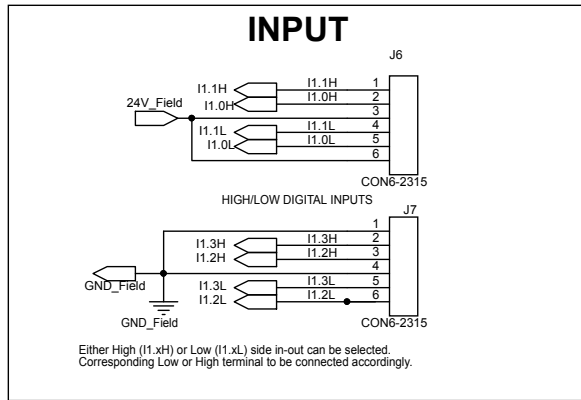 INPUT
J6
I1.1H I1.1H 1
I1.0H I1.0H 2
24V_Field 3
I1.1L I1.1L 4
I1.0L I1.0L 5
6
CON6-2315
HIGH/LOW DIGITAL INPUTS
J7
1
I1.3H I1.3H 2
I1.2H I1.2H 3
4
GND_Field
I1.3L I1.3L 5
I1.2L I1.2L 6
GND_Field
CON6-2315
Either High (I1.xH) or Low (I1.xL) side in-out can be selected.
Corresponding Low or High terminal to be connected accordingly.